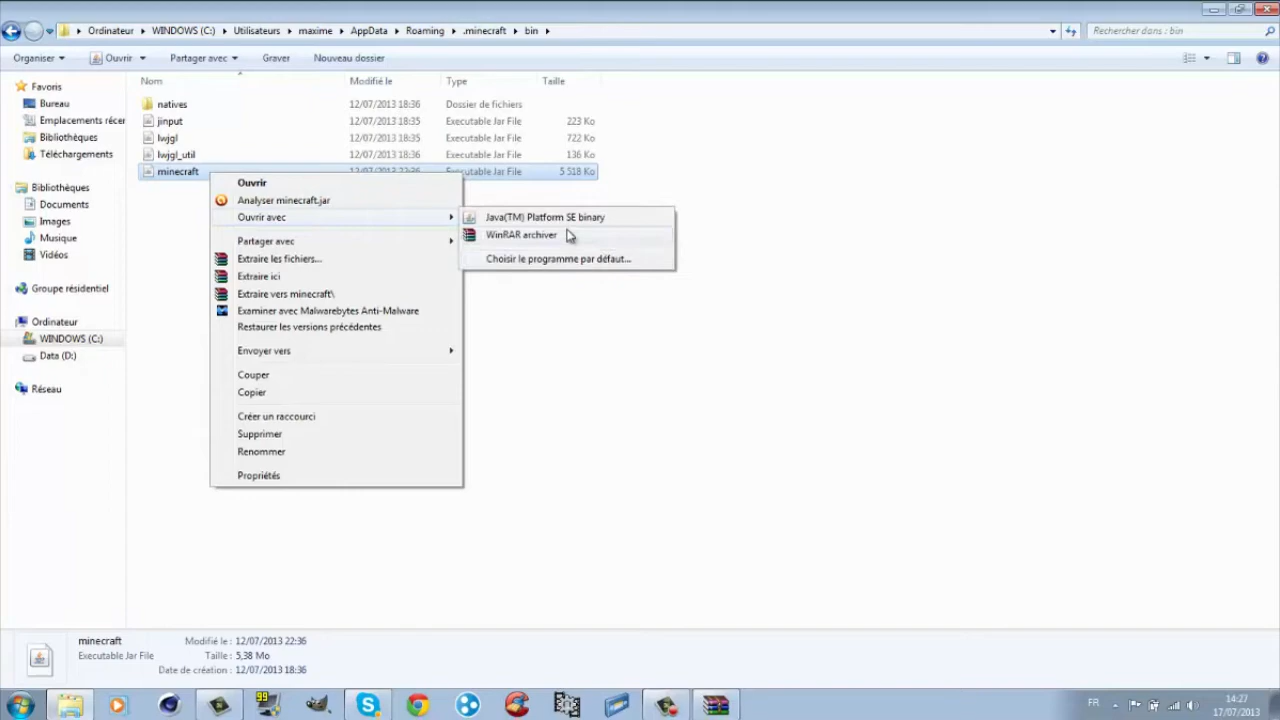 Ordinateur WINDOWS (C:) Utilisateurs maxime AppData Roaming .minecraft bin
Rechercher dans : bin
Organiser Ouvrir Partager avec Graver Nouveau dossier
Nom Modifié le Type Taille
Favoris
Bureau
Emplacements récer
Bibliothèques
Téléchargements
Bibliothèques
Documents
Images
Musique
Vidéos
Groupe résidentiel
Ordinateur
WINDOWS (C:)
Data (D:)
Réseau
natives 12/07/2013 18:36 Dossier de fichiers
jinput 12/07/2013 18:35 Executable Jar File 223 Ko
lwjgl 12/07/2013 18:35 Executable Jar File 722 Ko
lwjgl_util 12/07/2013 18:35 Executable Jar File 136 Ko
minecraft 12/07/2013 22:36 Executable Jar File 5 518 Ko
Ouvrir
Analyser minecraft.jar
Ouvrir avec
Partager avec
Extraire les fichiers...
Extraire ici
Extraire vers minecraft\
Examiner avec Malwarebytes Anti-Malware
Restaurer les versions précédentes
Envoyer vers
Couper
Copier
Créer un raccourci
Supprimer
Renommer
Propriétés
Java(TM) Platform SE binary
WinRAR archiver
Choisir le programme par défaut...
minecraft Modifié le : 12/07/2013 22:36
Executable Jar File Taille : 5,38 Mo
Date de création : 12/07/2013 18:36
99
FR
14:27
17/07/2013